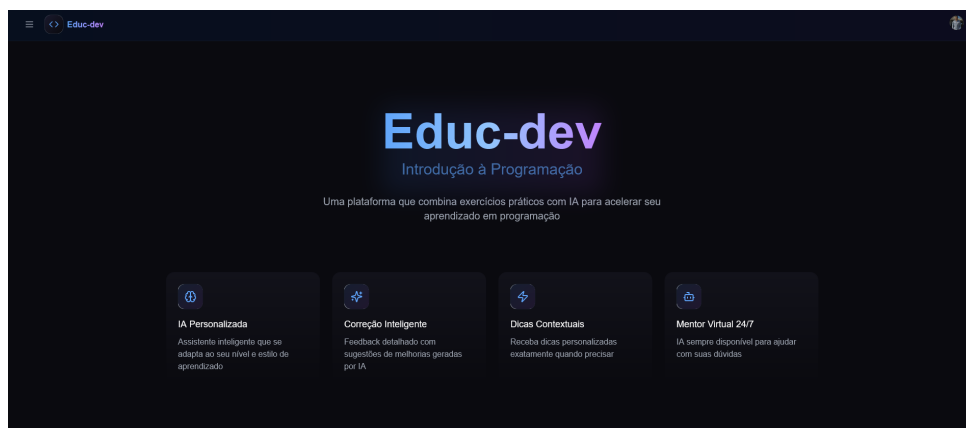 Educ-dev
Educ-dev
Introdução à Programação
Uma plataforma que combina exercícios práticos com IA para acelerar seu
aprendizado em programação
IA Personalizada
Assistente inteligente que se
adapta ao seu nível e estilo de
aprendizado
Correção Inteligente
Feedback detalhado com
sugestões de melhorias geradas
por IA
Dicas Contextuais
Receba dicas personalizadas
exatamente quando precisar
Mentor Virtual 24/7
IA sempre disponível para ajudar
com suas dúvidas